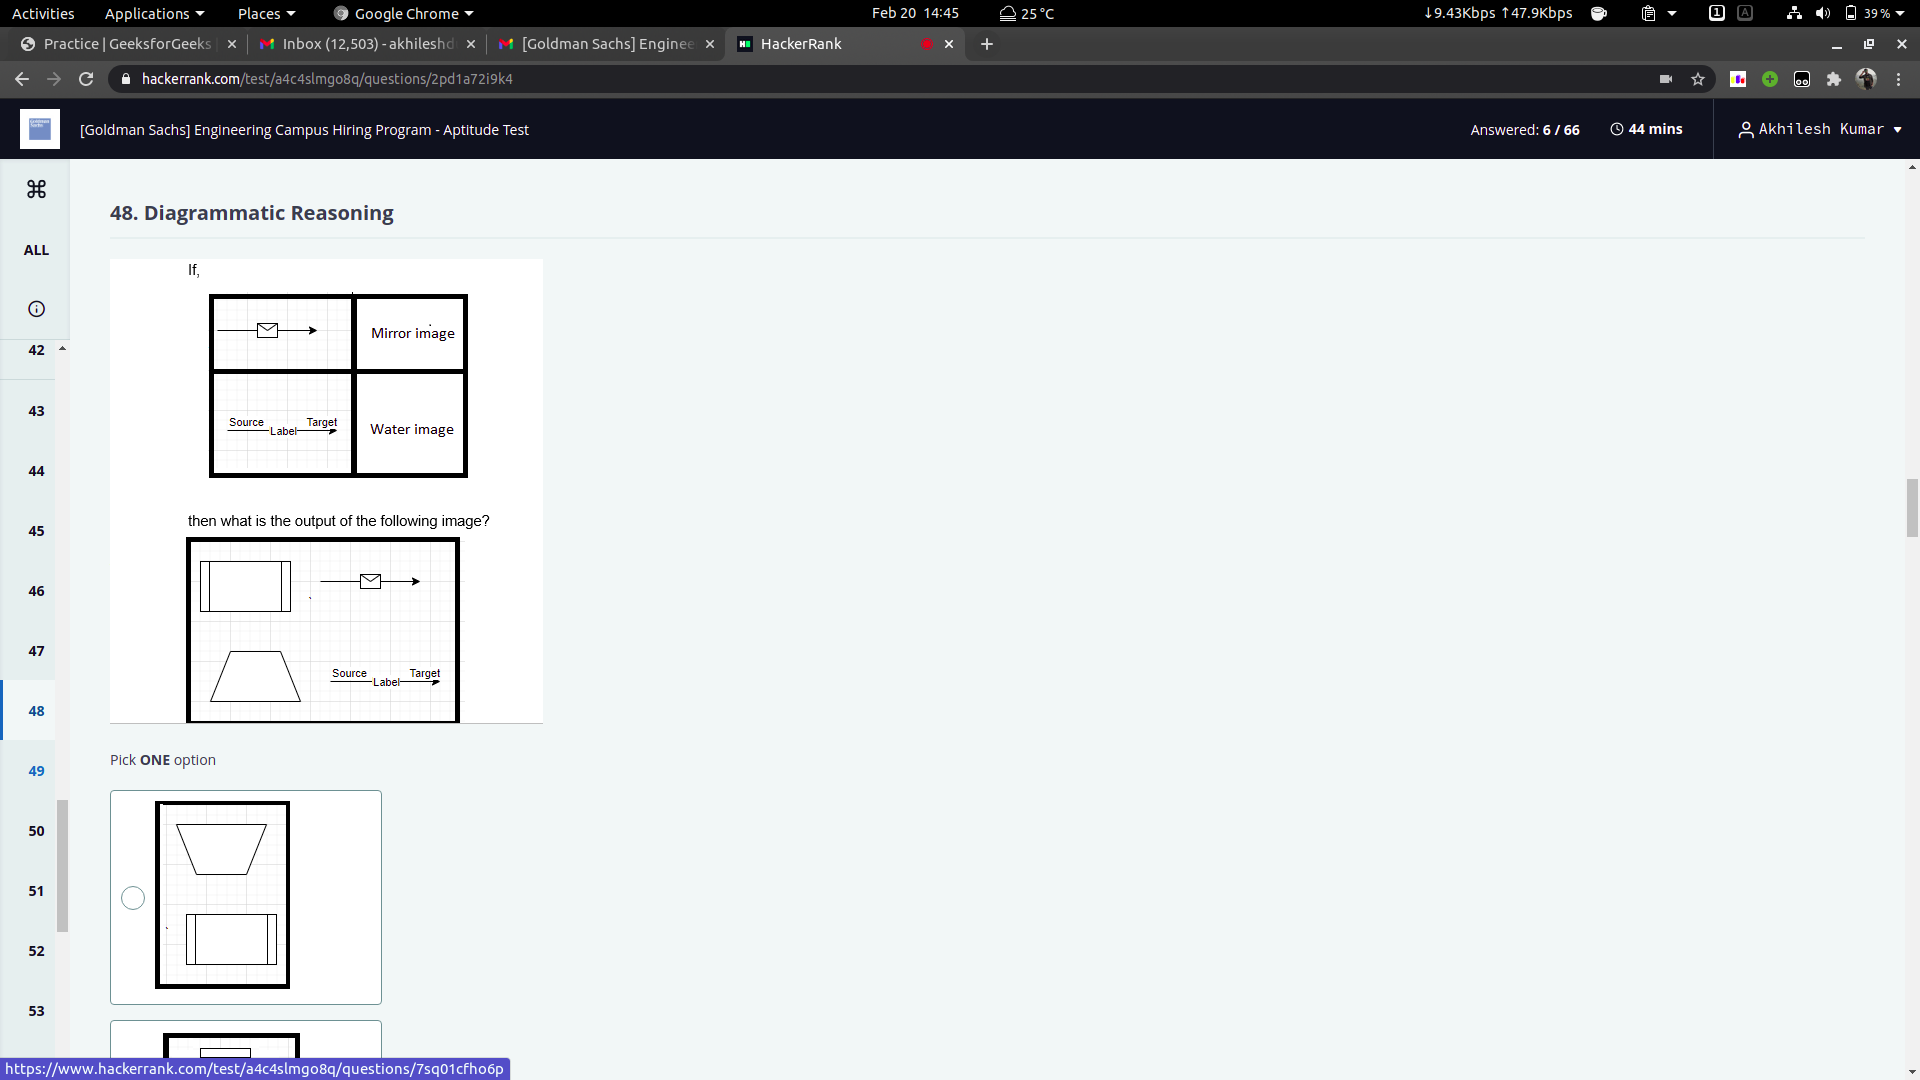 Activities Applications Places Google Chrome Feb 20 14:45 25 °C ↓9.43Kbps ↑47.9Kbps 1 A 39 %
Practice | GeeksforGeeks Inbox (12,503) - akhileshd [Goldman Sachs] Enginee HackerRank
hackerrank.com/test/a4c4slmgo8q/questions/2pd1a72i9k4
[Goldman Sachs] Engineering Campus Hiring Program - Aptitude Test Answered: 6 / 66 44 mins Akhilesh Kumar
ALL
42
43
44
45
46
47
48
49
50
51
52
53
48. Diagrammatic Reasoning
If,
Mirror image
Source Label Target
Water image
then what is the output of the following image?
Source Label Target
Pick ONE option
https://www.hackerrank.com/test/a4c4slmgo8q/questions/7sq01cfho6p